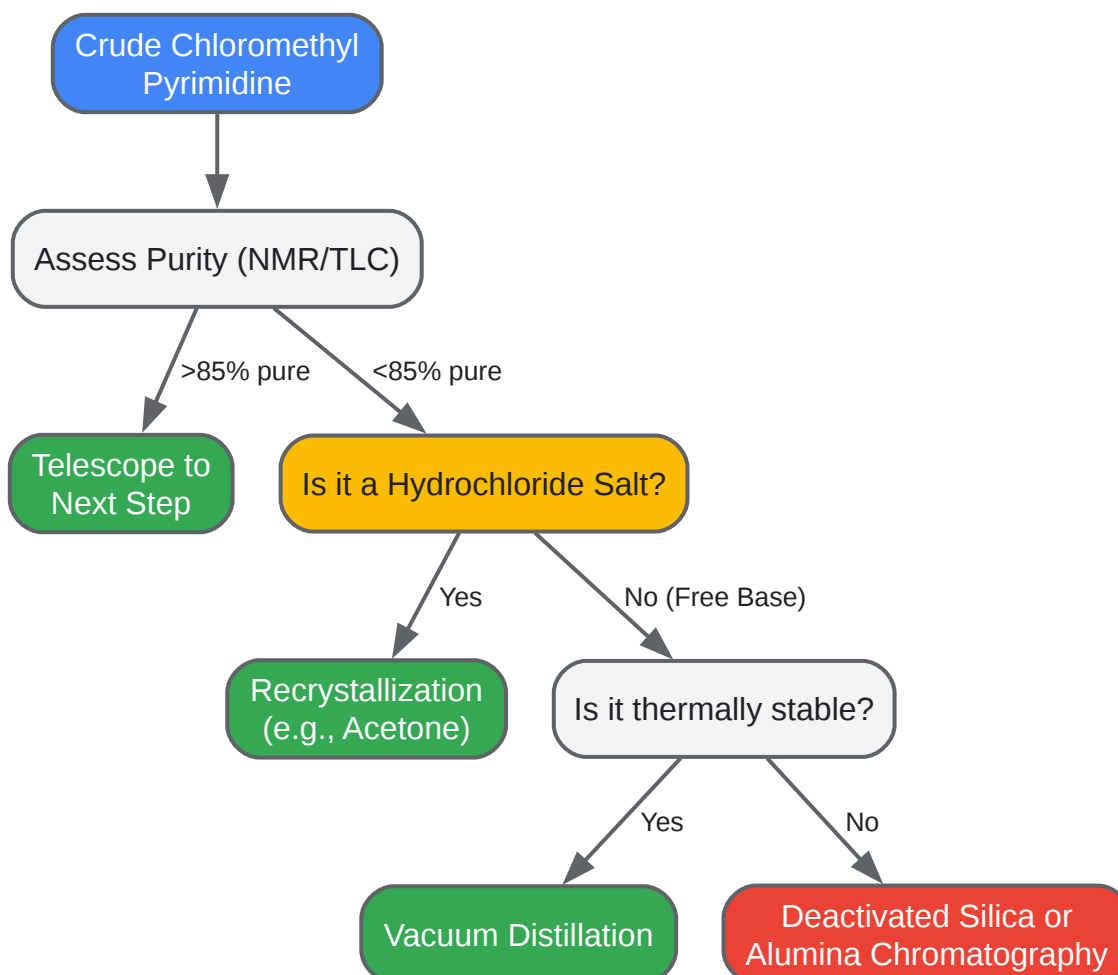 Crude Chloromethyl
Pyrimidine
Assess Purity (NMR/TLC)
>85% pure
<85% pure
Telescope to
Next Step
Is it a Hydrochloride Salt?
Yes
No (Free Base)
Recrystallization
(e.g., Acetone)
Is it thermally stable?
Yes
No
Vacuum Distillation
Deactivated Silica or
Alumina Chromatography